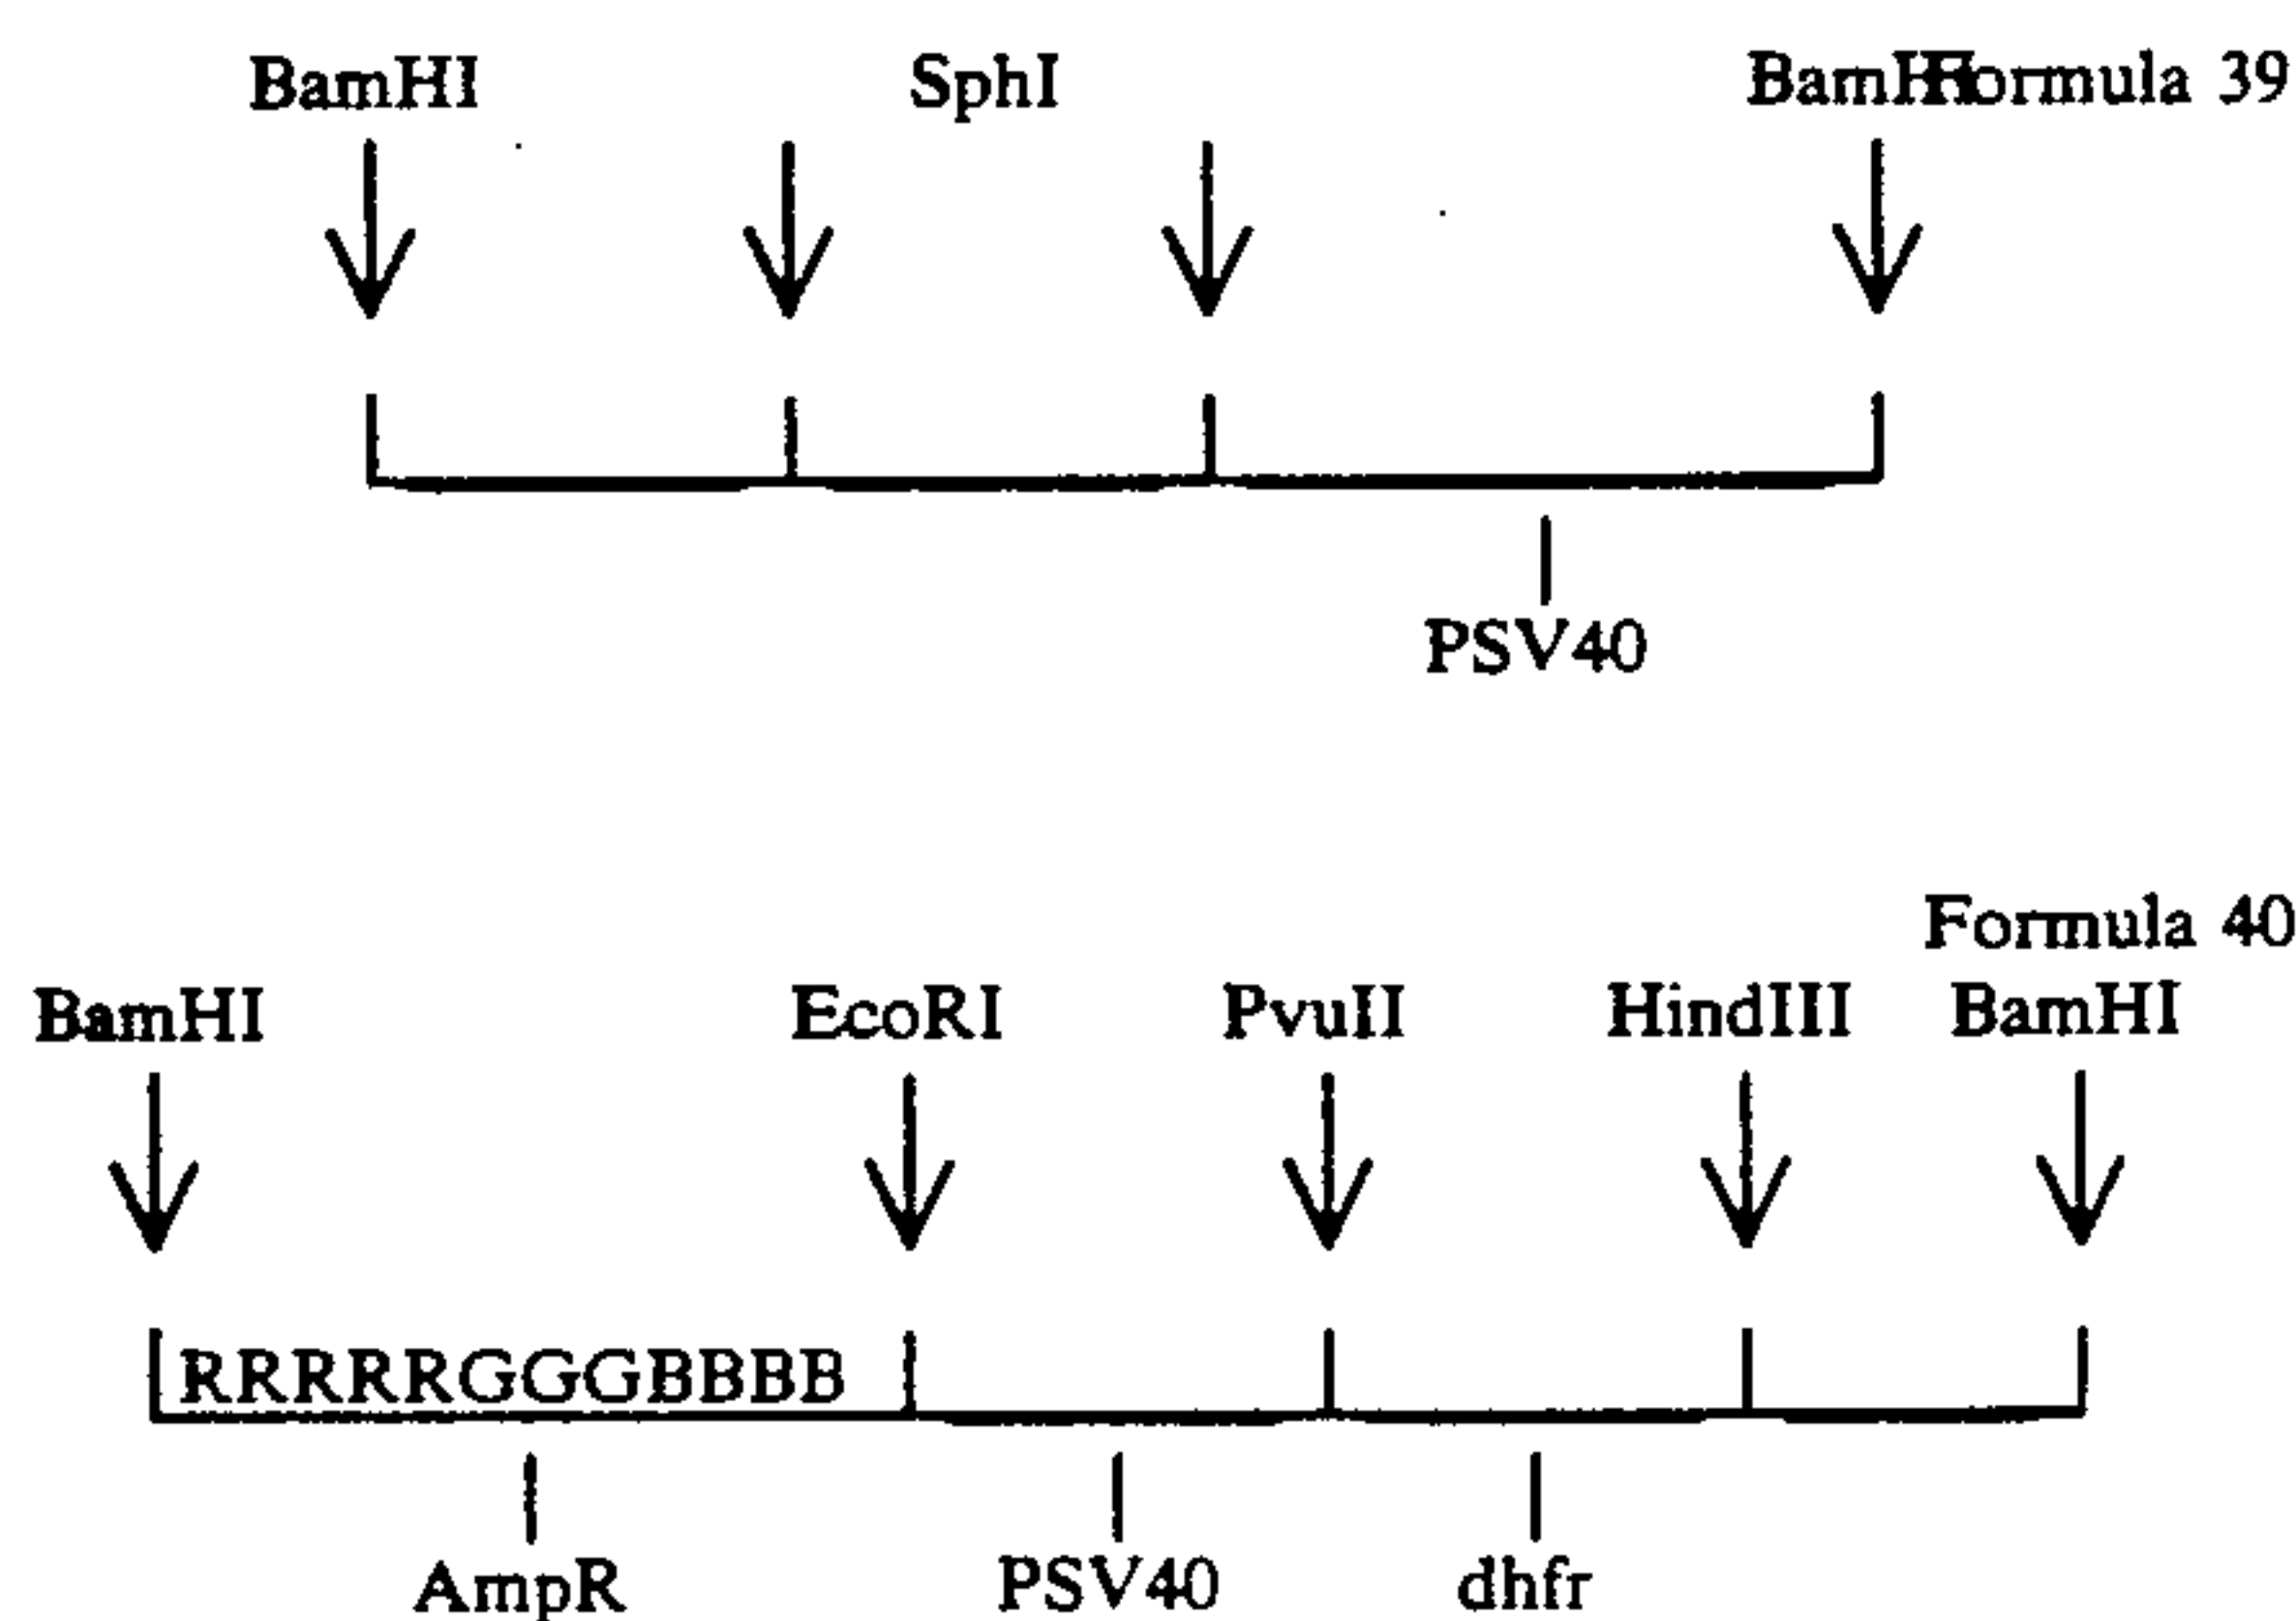 BamHI SphI BamHI Formula 39
PSV40
Formula 40
BamHI EcoRI PvuII HindIII BamHI
RRRRRGGGBBBB
AmpR PSV40 dhfr